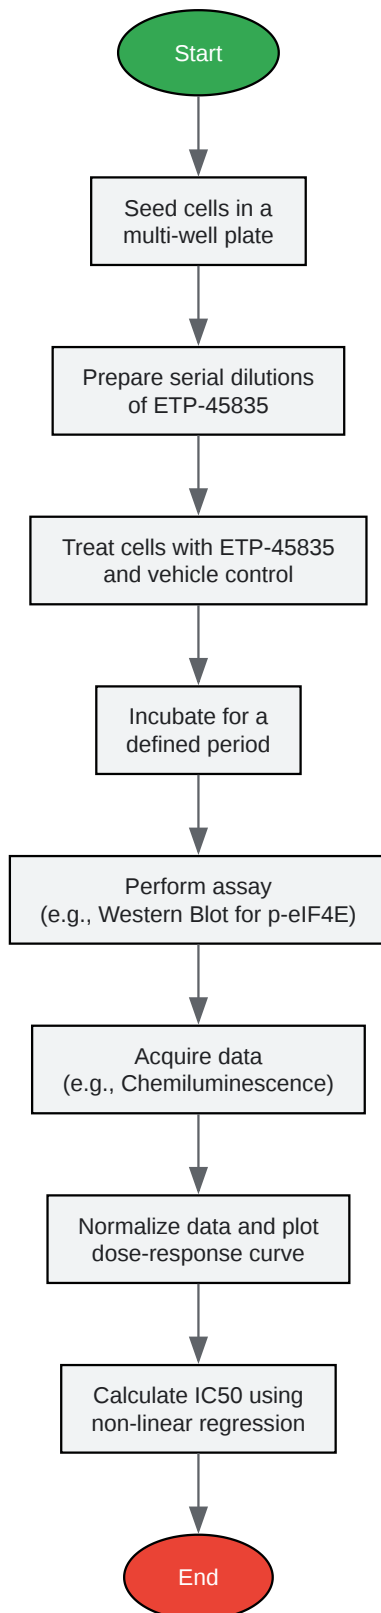 Start
Seed cells in a
multi-well plate
Prepare serial dilutions
of ETP-45835
Treat cells with ETP-45835
and vehicle control
Incubate for a
defined period
Perform assay
(e.g., Western Blot for p-eIF4E)
Acquire data
(e.g., Chemiluminescence)
Normalize data and plot
dose-response curve
Calculate IC50 using
non-linear regression
End